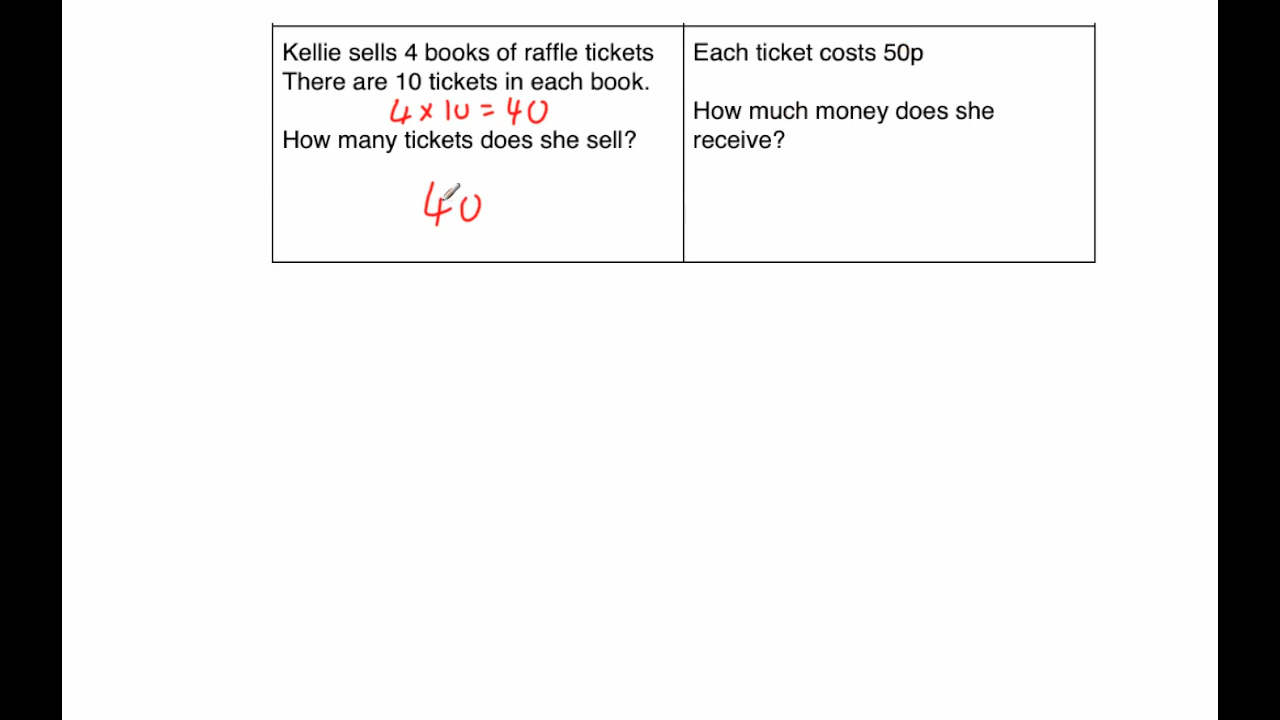 Kellie sells 4 books of raffle tickets
There are 10 tickets in each book.
4 × 10 = 40
How many tickets does she sell?
40
Each ticket costs 50p
How much money does she
receive?